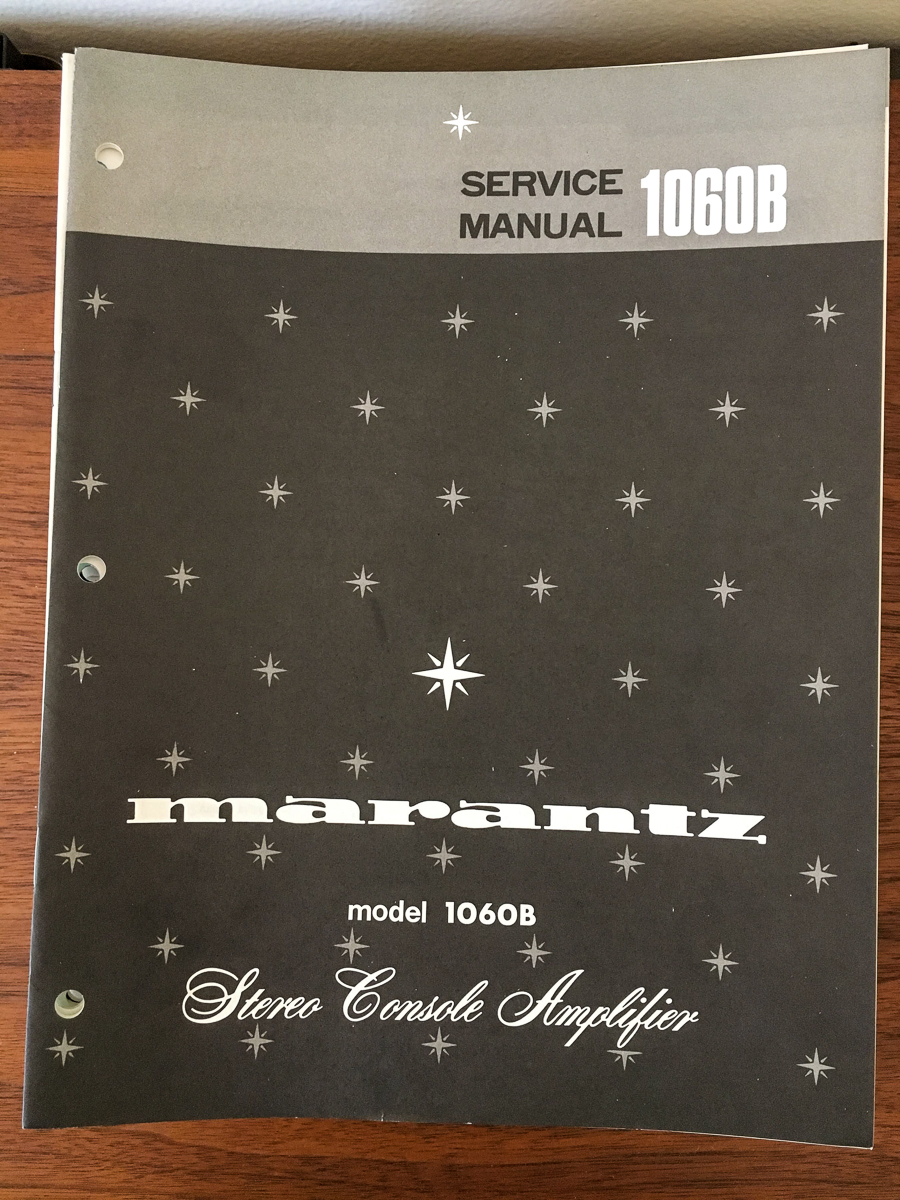 SERVICE
MANUAL 1060B
marantz
model 1060B
Stereo Console Amplifier